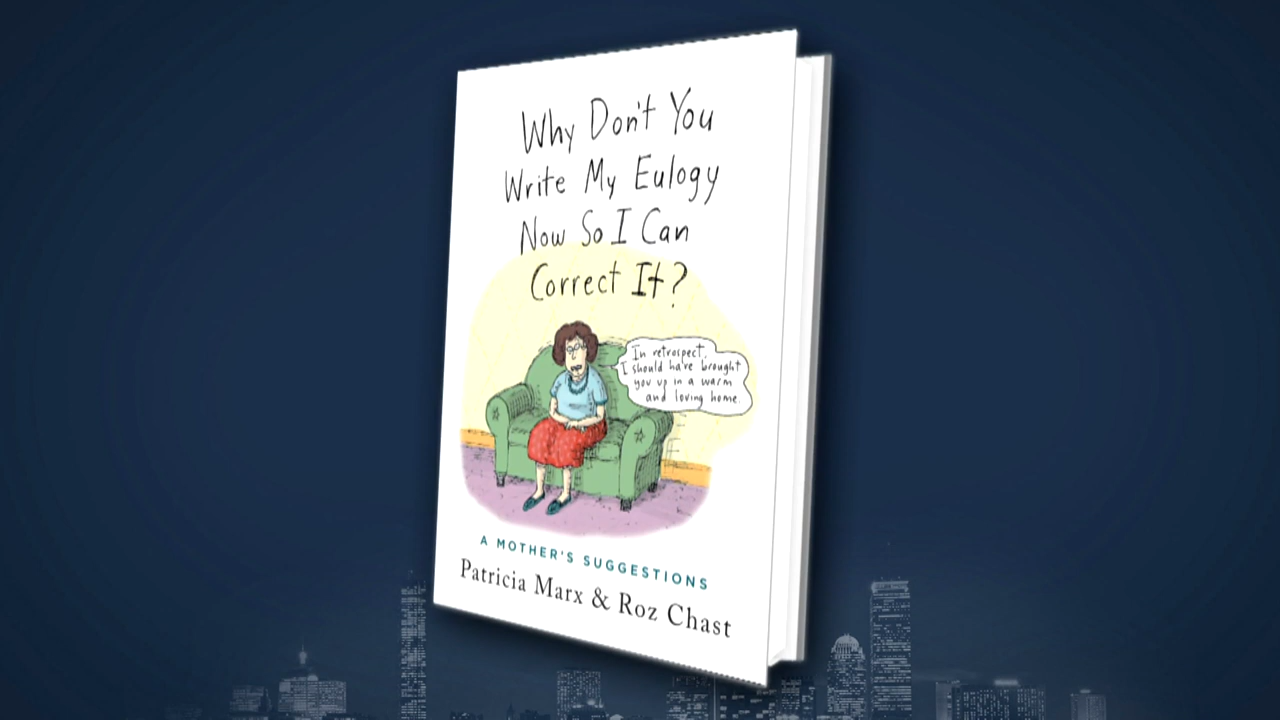 Why Don't You
Write My Eulogy
Now So I Can
Correct It?
In retrospect,
I should have brought
you up in a warm
and loving home.
A MOTHER'S SUGGESTIONS
Patricia Marx & Roz Chast